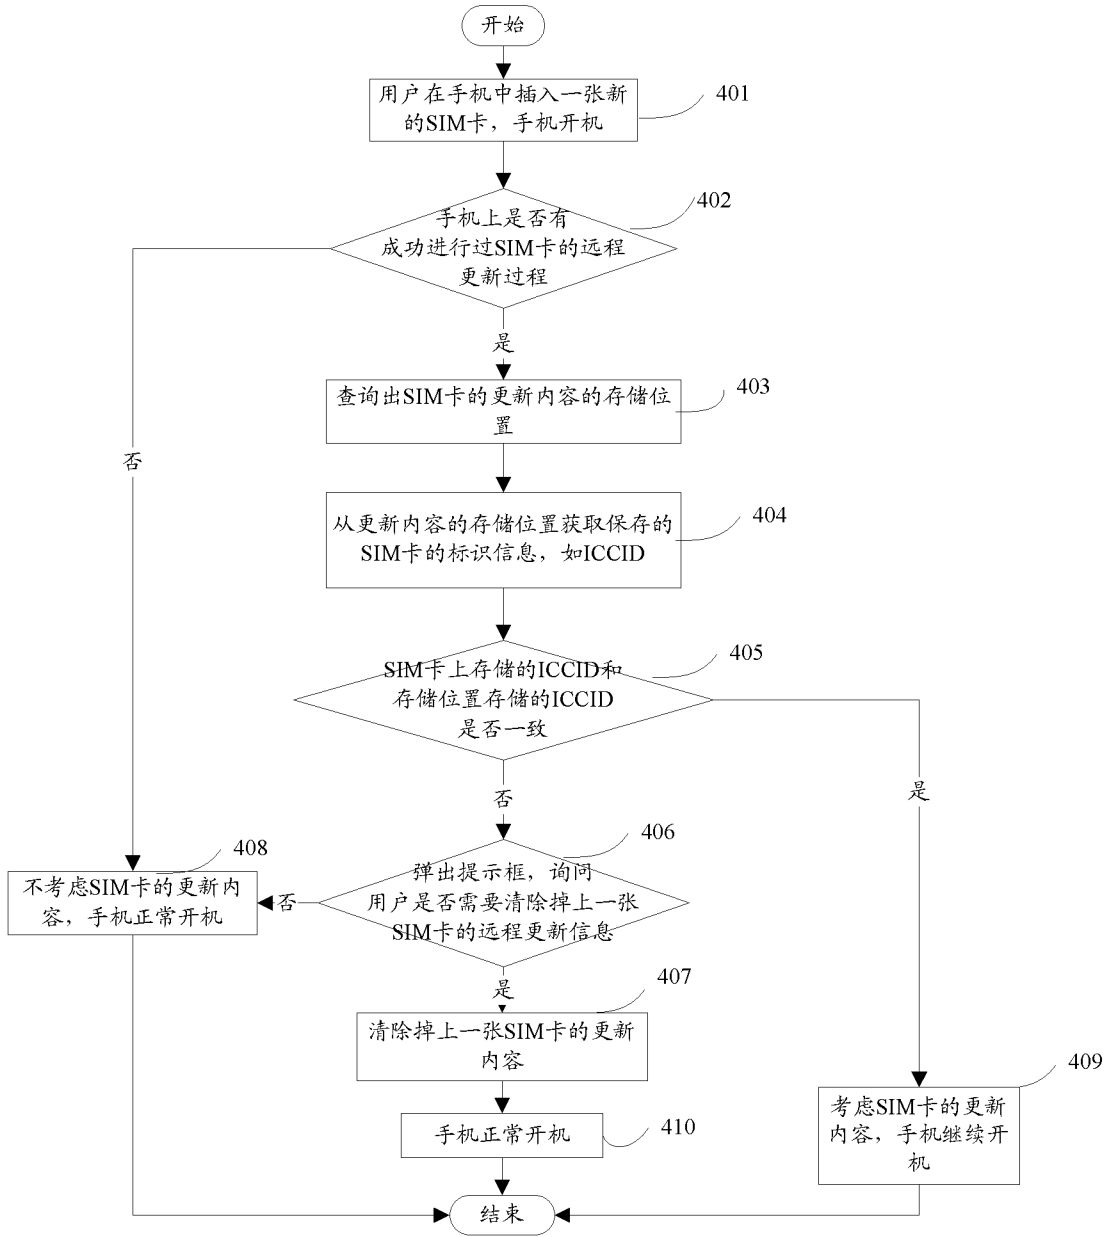 开始
用户在手机中插入一张新
的SIM卡，手机开机
401
402
手机上是否有
成功进行过SIM卡的远程
更新过程
是
403
查询出SIM卡的更新内容的存储位
置
否
404
从更新内容的存储位置获取保存的
SIM卡的标识信息，如ICCID
405
SIM卡上存储的ICCID和
存储位置存储的ICCID
是否一致
是
否
406
408
弹出提示框，询问
用户是否需要清除掉上一张
SIM卡的远程更新信息
否
不考虑SIM卡的更新内
容，手机正常开机
407
是
清除掉上一张SIM卡的更新
内容
409
考虑SIM卡的更新
内容，手机继续开
机
410
手机正常开机
结束